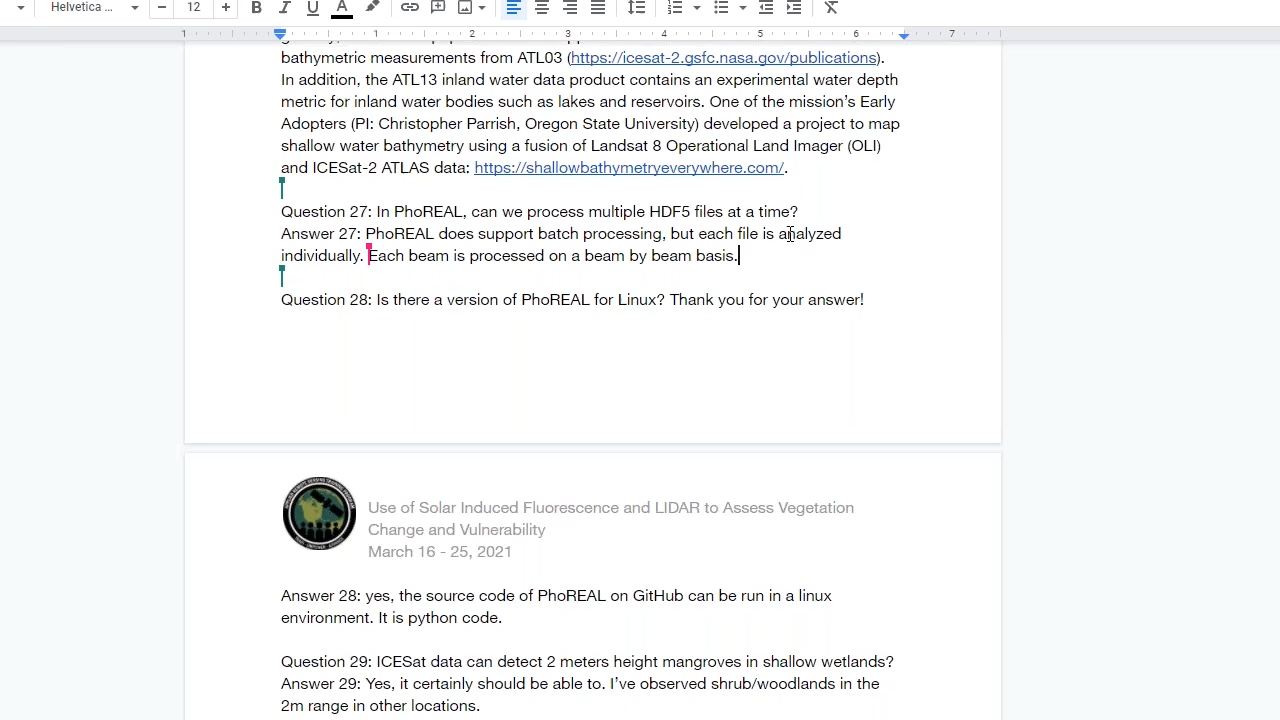 Helvetica ...
12
B I U A
1 1 2 3 4 5 6 7
bathymetric measurements from ATL03 (https://icesat-2.gsfc.nasa.gov/publications).
In addition, the ATL13 inland water data product contains an experimental water depth
metric for inland water bodies such as lakes and reservoirs. One of the mission’s Early
Adopters (PI: Christopher Parrish, Oregon State University) developed a project to map
shallow water bathymetry using a fusion of Landsat 8 Operational Land Imager (OLI)
and ICESat-2 ATLAS data: https://shallowbathymetryeverywhere.com/.
Question 27: In PhoREAL, can we process multiple HDF5 files at a time?
Answer 27: PhoREAL does support batch processing, but each file is analyzed
individually. Each beam is processed on a beam by beam basis.
Question 28: Is there a version of PhoREAL for Linux? Thank you for your answer!
Use of Solar Induced Fluorescence and LIDAR to Assess Vegetation
Change and Vulnerability
March 16 - 25, 2021
Answer 28: yes, the source code of PhoREAL on GitHub can be run in a linux
environment. It is python code.
Question 29: ICESat data can detect 2 meters height mangroves in shallow wetlands?
Answer 29: Yes, it certainly should be able to. I’ve observed shrub/woodlands in the
2m range in other locations.